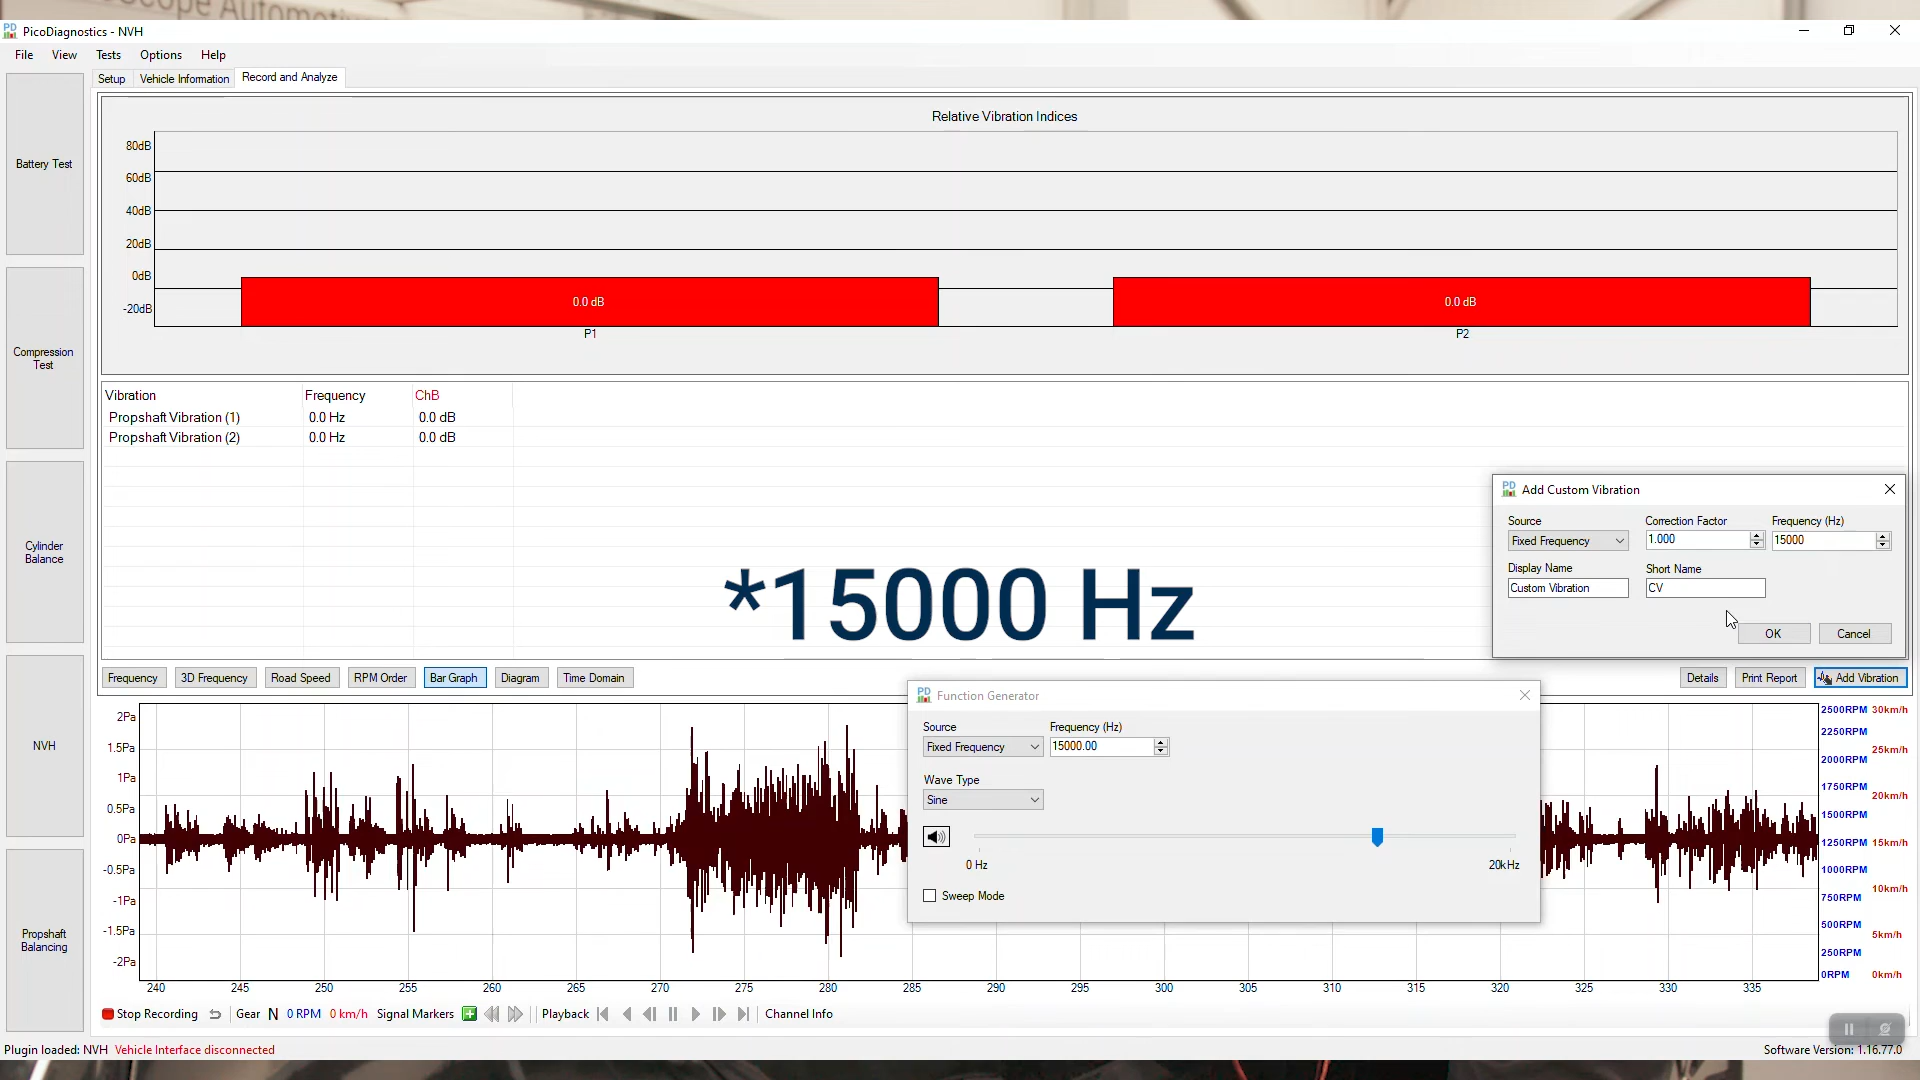 scope Automotive
PicoDiagnostics - NVH
File View Tests Options Help
Setup Vehicle Information Record and Analyze
Battery Test
Compression
Test
Cylinder
Balance
NVH
Propshaft
Balancing
Relative Vibration Indices
80dB
60dB
40dB
20dB
0dB
-20dB
0.0 dB
0.0 dB
P1
P2
Vibration Frequency ChB
Propshaft Vibration (1) 0.0 Hz 0.0 dB
Propshaft Vibration (2) 0.0 Hz 0.0 dB
*15000 Hz
PD Add Custom Vibration
Source Correction Factor Frequency (Hz)
Fixed Frequency 1.000 15000
Display Name Short Name
Custom Vibration CV
OK Cancel
Frequency 3D Frequency Road Speed RPM Order Bar Graph Diagram Time Domain
Details Print Report Add Vibration
PD Function Generator
Source Frequency (Hz)
Fixed Frequency 15000.00
Wave Type
Sine
0 Hz 20kHz
Sweep Mode
2Pa
1.5Pa
1Pa
0.5Pa
0Pa
-0.5Pa
-1Pa
-1.5Pa
-2Pa
2500RPM 30km/h
2250RPM
25km/h
2000RPM
1750RPM
20km/h
1500RPM
1250RPM 15km/h
1000RPM
10km/h
750RPM
500RPM
5km/h
250RPM
0RPM 0km/h
240 245 250 255 260 265 270 275 280 285 290 295 300 305 310 315 320 325 330 335
Stop Recording Gear N 0 RPM 0 km/h Signal Markers Playback Channel Info
Plugin loaded: NVH Vehicle Interface disconnected
Software Version: 1.16.77.0